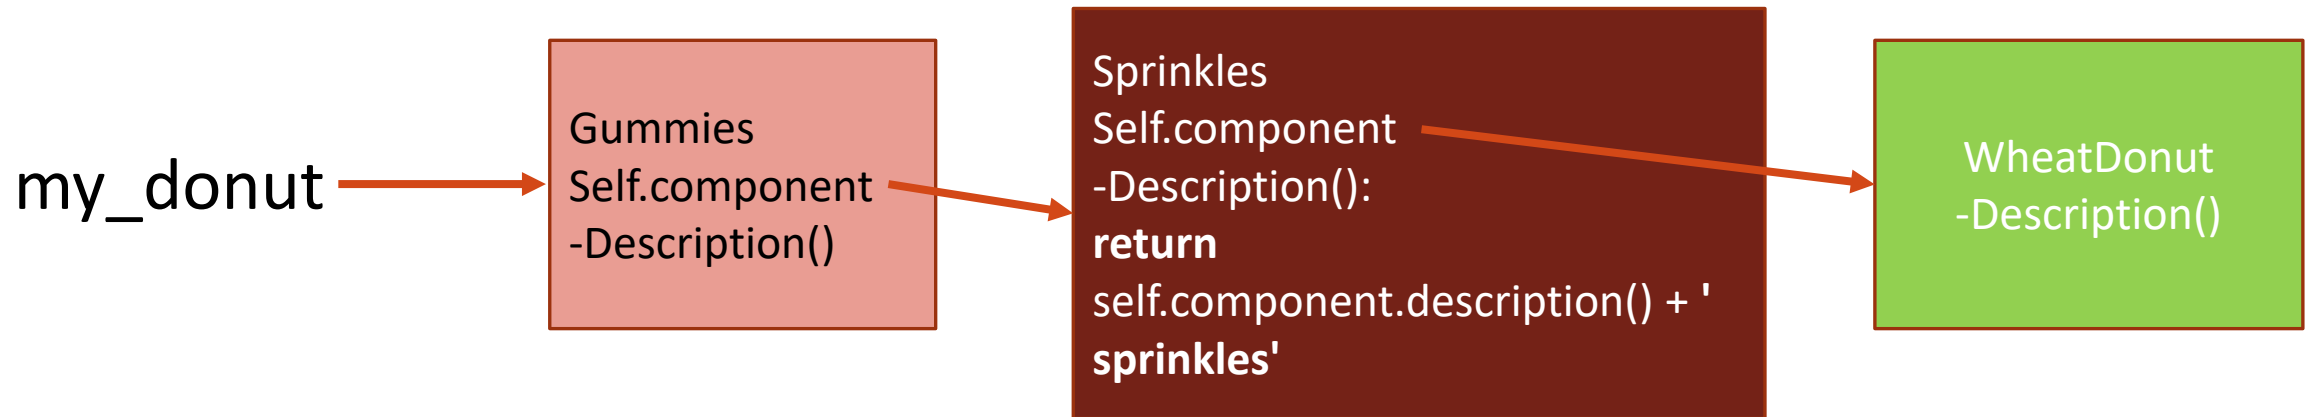 my_donut
Gummies
Self.component
-Description()
Sprinkles
Self.component
-Description():
return
self.component.description() + '
sprinkles'
WheatDonut
-Description()